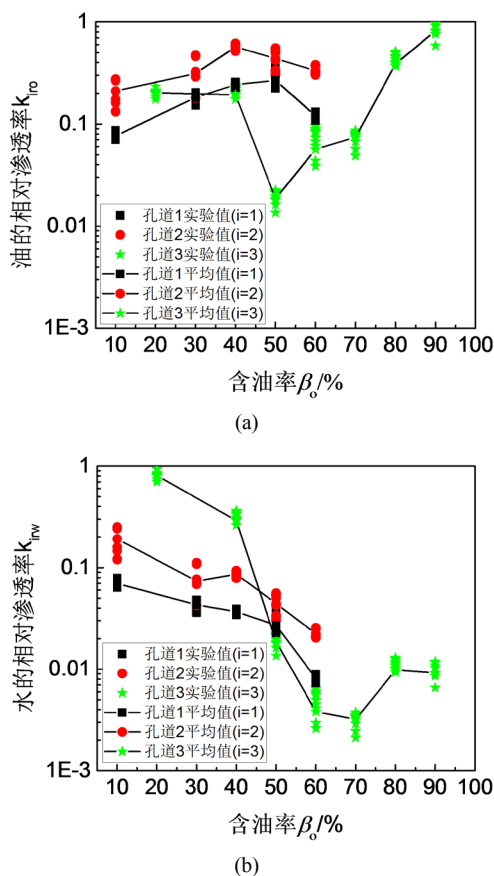 1
0.1
0.01
1E-3
油的相对渗透率kiro
孔道1实验值(i=1)
孔道2实验值(i=2)
孔道3实验值(i=3)
孔道1平均值(i=1)
孔道2平均值(i=2)
孔道3平均值(i=3)
10 20 30 40 50 60 70 80 90 100
含油率βo/%
(a)
1
0.1
0.01
1E-3
水的相对渗透率kirw
孔道1实验值(i=1)
孔道2实验值(i=2)
孔道3实验值(i=3)
孔道1平均值(i=1)
孔道2平均值(i=2)
孔道3平均值(i=3)
10 20 30 40 50 60 70 80 90 100
含油率βo/%
(b)